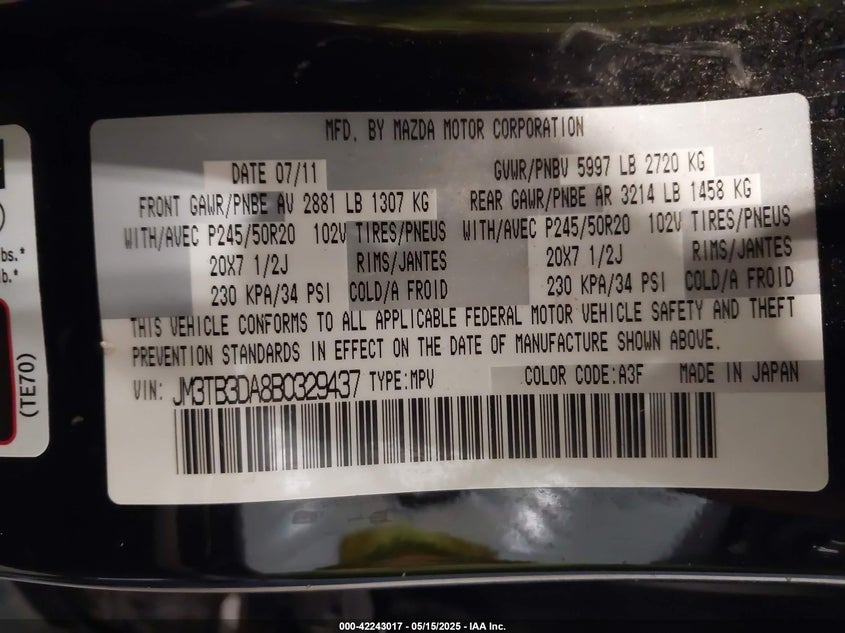 MFD. BY MAZDA MOTOR CORPORATION
DATE 07/11 GVWR/PNBV 5997 LB 2720 KG
FRONT GAWR/PNBE AV 2881 LB 1307 KG REAR GAWR/PNBE AR 3214 LB 1458 KG
WITH/AVEC P245/50R20 102V TIRES/PNEUS WITH/AVEC P245/50R20 102V TIRES/PNEUS
20X7 1/2J RIMS/JANTES 20X7 1/2J RIMS/JANTES
230 KPA/34 PSI COLD/A FROID 230 KPA/34 PSI COLD/A FROID
THIS VEHICLE CONFORMS TO ALL APPLICABLE FEDERAL MOTOR VEHICLE SAFETY AND THEFT
PREVENTION STANDARDS IN EFFECT ON THE DATE OF MANUFACTURE SHOWN ABOVE.
VIN: JM3TB3DA8B0329437 TYPE:MPV COLOR CODE:A3F MADE IN JAPAN
bs.*
b.*
(TE70)
000-42243017 - 05/15/2025 - IAA Inc.